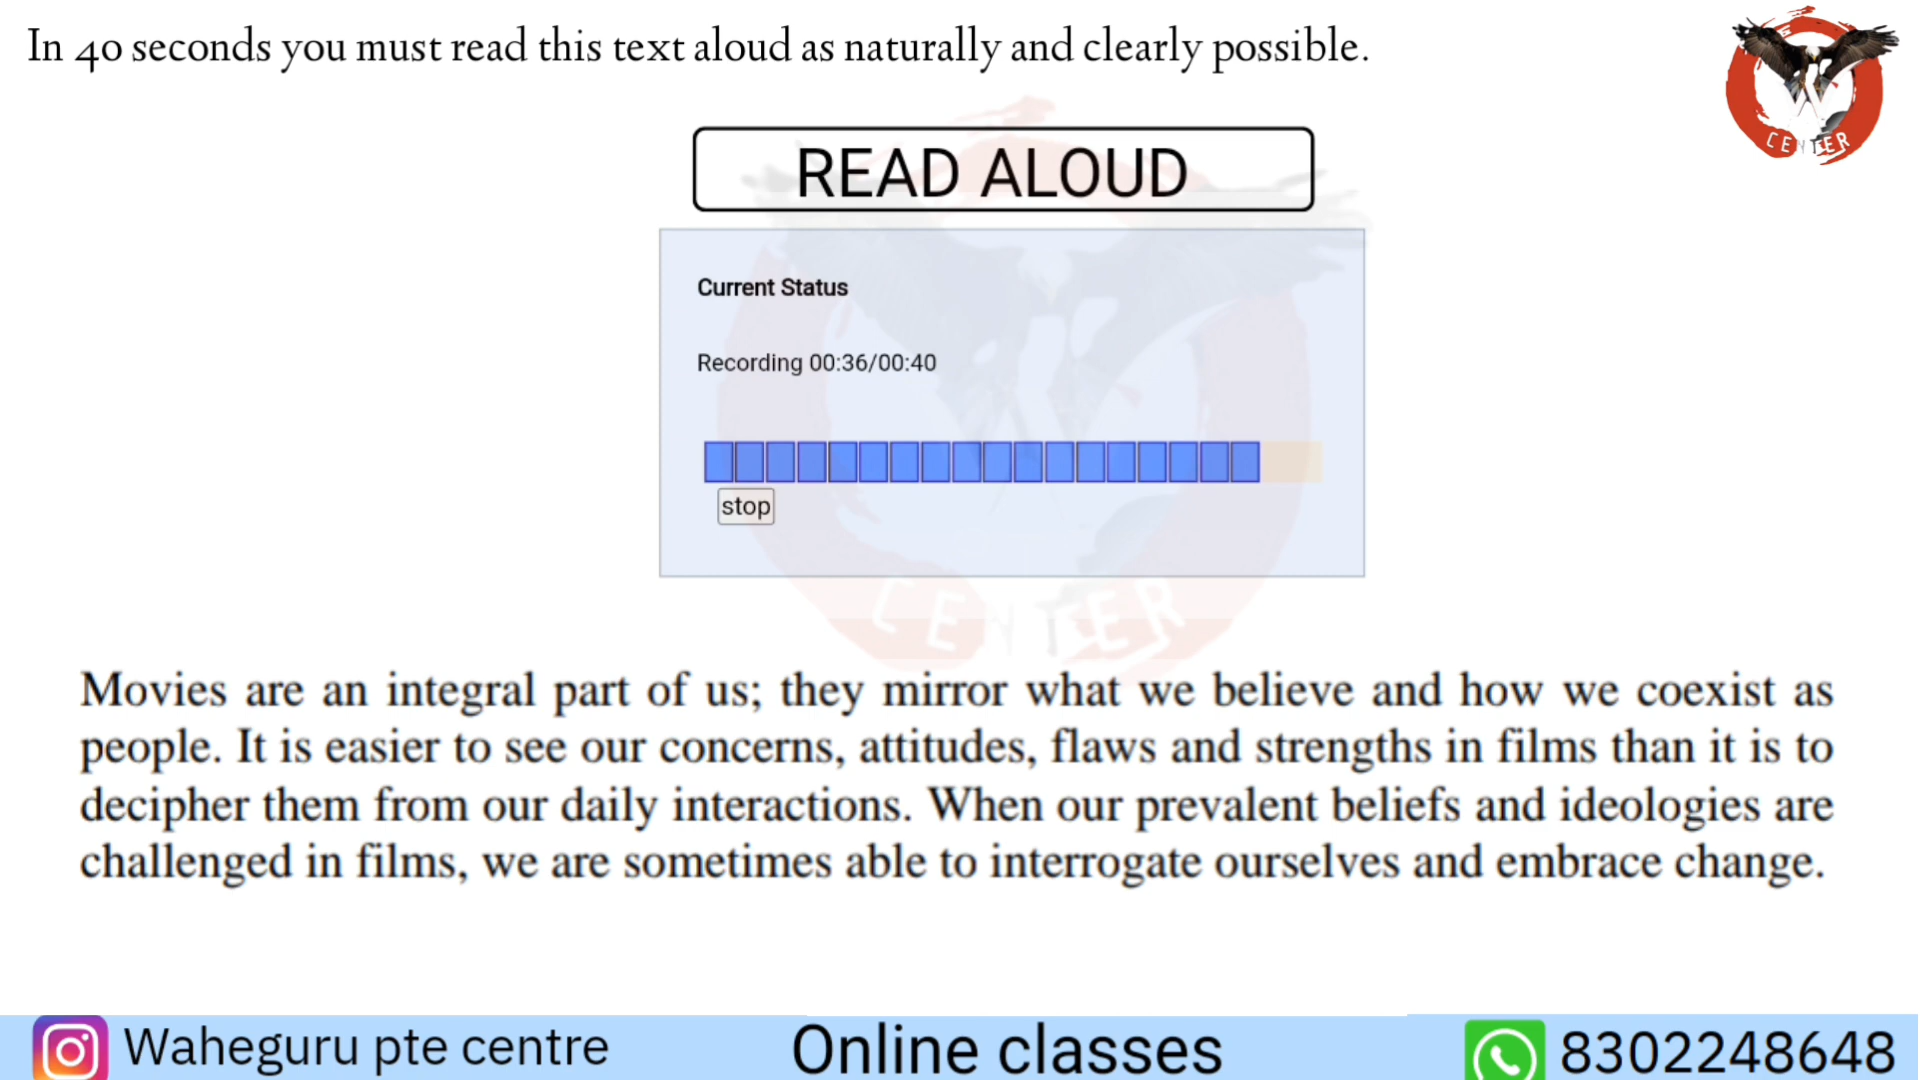 In 40 seconds you must read this text aloud as naturally and clearly possible.
CENTER
READ ALOUD
Current Status
Recording 00:36/00:40
stop
CENTER
Movies are an integral part of us; they mirror what we believe and how we coexist as
people. It is easier to see our concerns, attitudes, flaws and strengths in films than it is to
decipher them from our daily interactions. When our prevalent beliefs and ideologies are
challenged in films, we are sometimes able to interrogate ourselves and embrace change.
Waheguru pte centre
Online classes
8302248648